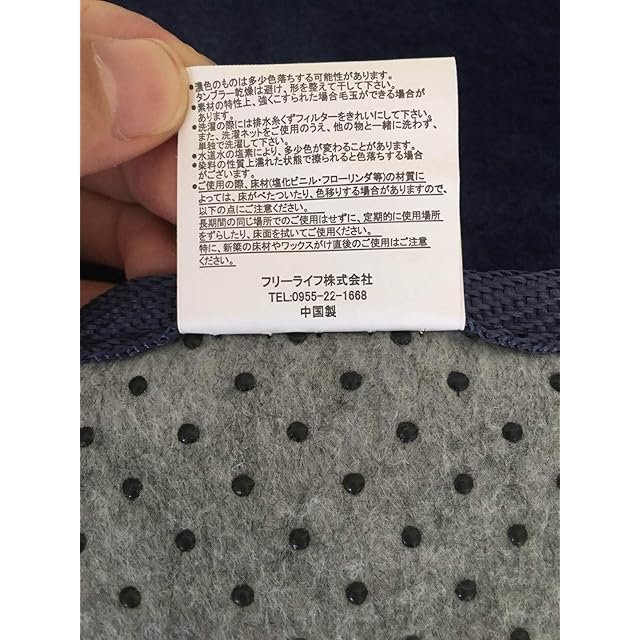 ●濃色のものは多少色落ちする可能性があります。
タンブラー乾燥は避け、形を整えて干して下さい。
●素材の特性上、強くこすられた場合毛玉ができる場合が
あります。
●洗濯の際には排水糸くずフィルターをきれいにして下さい。
また、洗濯ネットをご使用のうえ、他の物と一緒に洗わず、
単独で洗濯して下さい。
●水道水の塩素により、多少色が変わることがあります。
●染料の性質上濡れた状態で擦られると色落ちする場合
がございます。
●ご使用の際、床材(塩化ビニル・フローリンダ等)の材質に
よっては、床がべたついたり、色移りする場合がありますので、
以下の点にご注意ください。
長期間の同じ場所でのご使用はせずに、定期的に使用場所
をずらしたり、床面を拭いてご使用ください。
特に、新築の床材やワックスがけ直後のご使用はご注意
ください。
フリーライフ株式会社
TEL:0955-22-1668
中国製